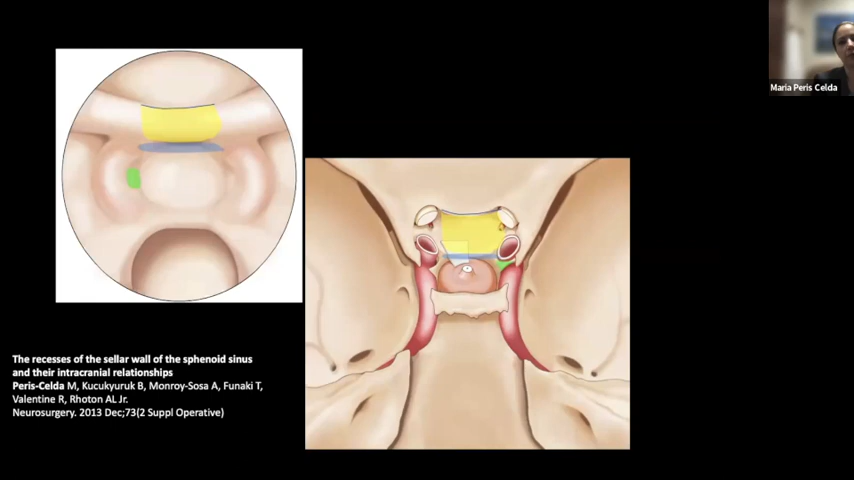 Maria Peris Celda
The recesses of the sellar wall of the sphenoid sinus
and their intracranial relationships
Peris-Celda M, Kucukyuruk B, Monroy-Sosa A, Funaki T,
Valentine R, Rhoton AL Jr.
Neurosurgery. 2013 Dec;73(2 Suppl Operative)